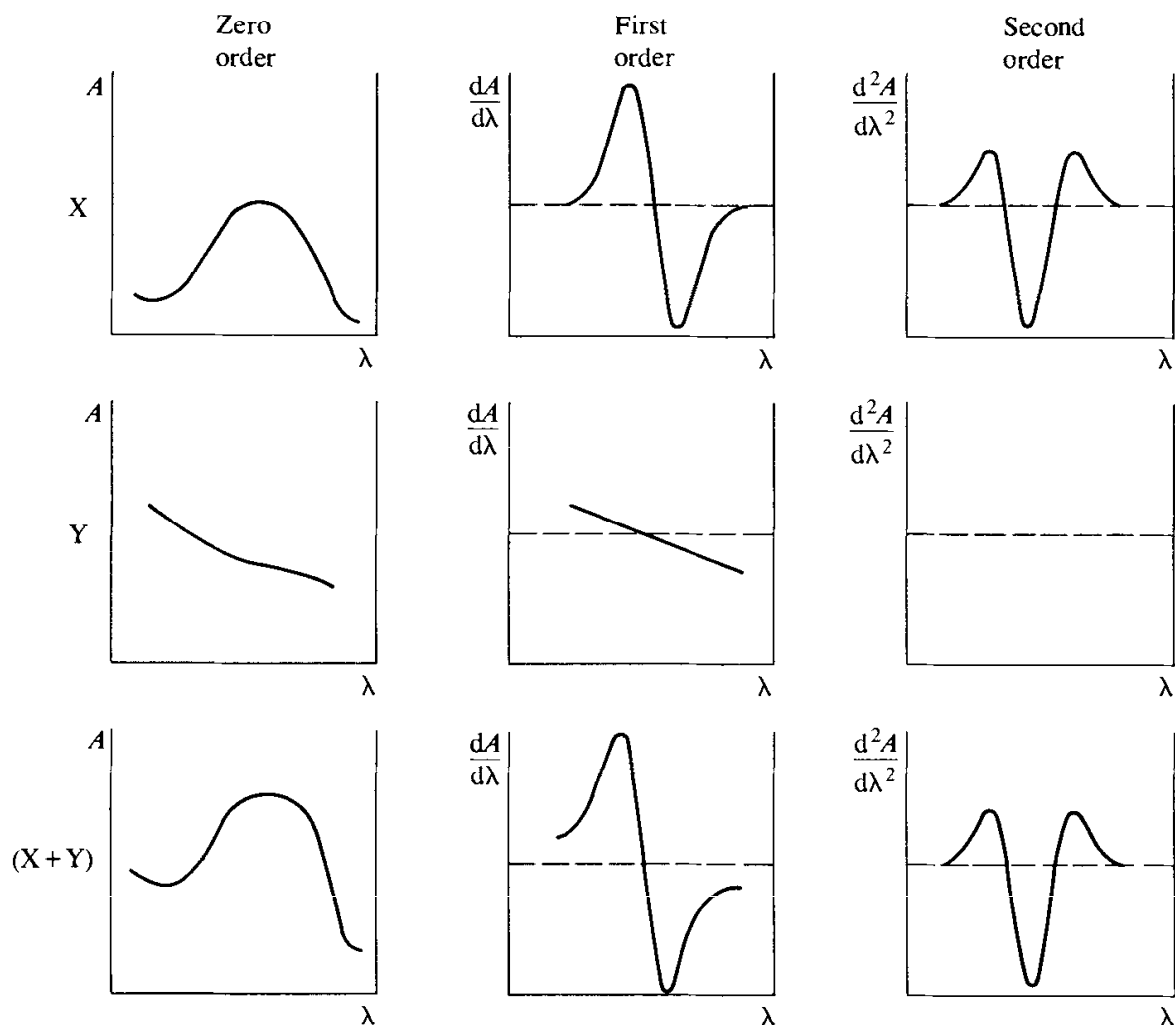 Zero
order
First
order
Second
order
A
X
λ
dA
dλ
λ
d²A
dλ²
λ
A
Y
λ
dA
dλ
λ
d²A
dλ²
λ
A
(X + Y)
λ
dA
dλ
λ
d²A
dλ²
λ